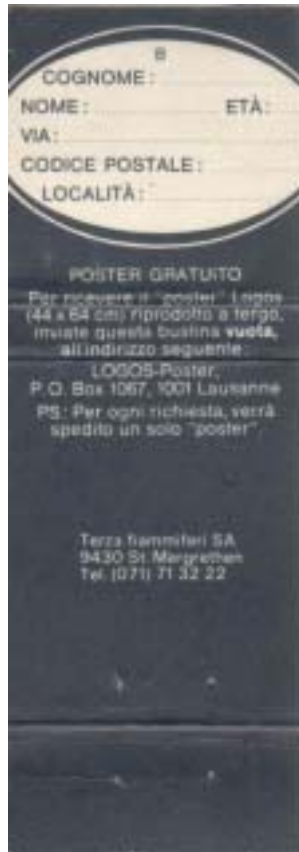 8
COGNOME:
NOME: ETÀ:
VIA:
CODICE POSTALE:
LOCALITÀ:
POSTER GRATUITO
Per ricevere il "poster" Logos
(44 x 64 cm) riprodotto a tergo,
inviate questa bustina vuota,
all'indirizzo seguente
LOGOS-Poster,
P.O. Box 1067, 1001 Lausanne
PS: Per ogni richiesta, verrà
spedito un solo "poster"
Terza fiammiferi SA
9430 St. Margrethen
Tel. (071) 71 32 22